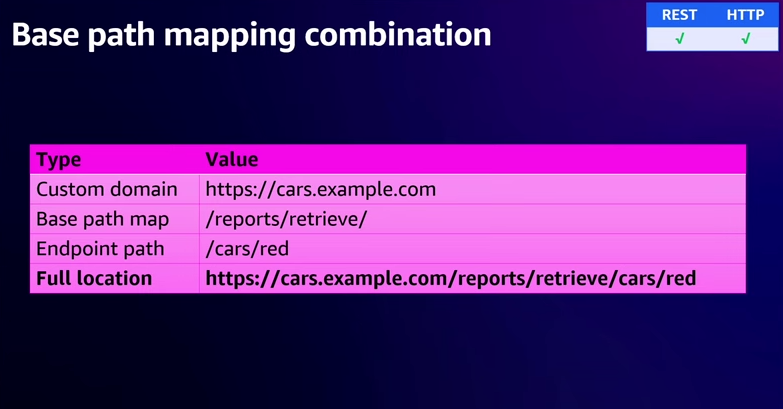 Base path mapping combination
REST HTTP
√ √
Type Value
Custom domain https://cars.example.com
Base path map /reports/retrieve/
Endpoint path /cars/red
Full location https://cars.example.com/reports/retrieve/cars/red